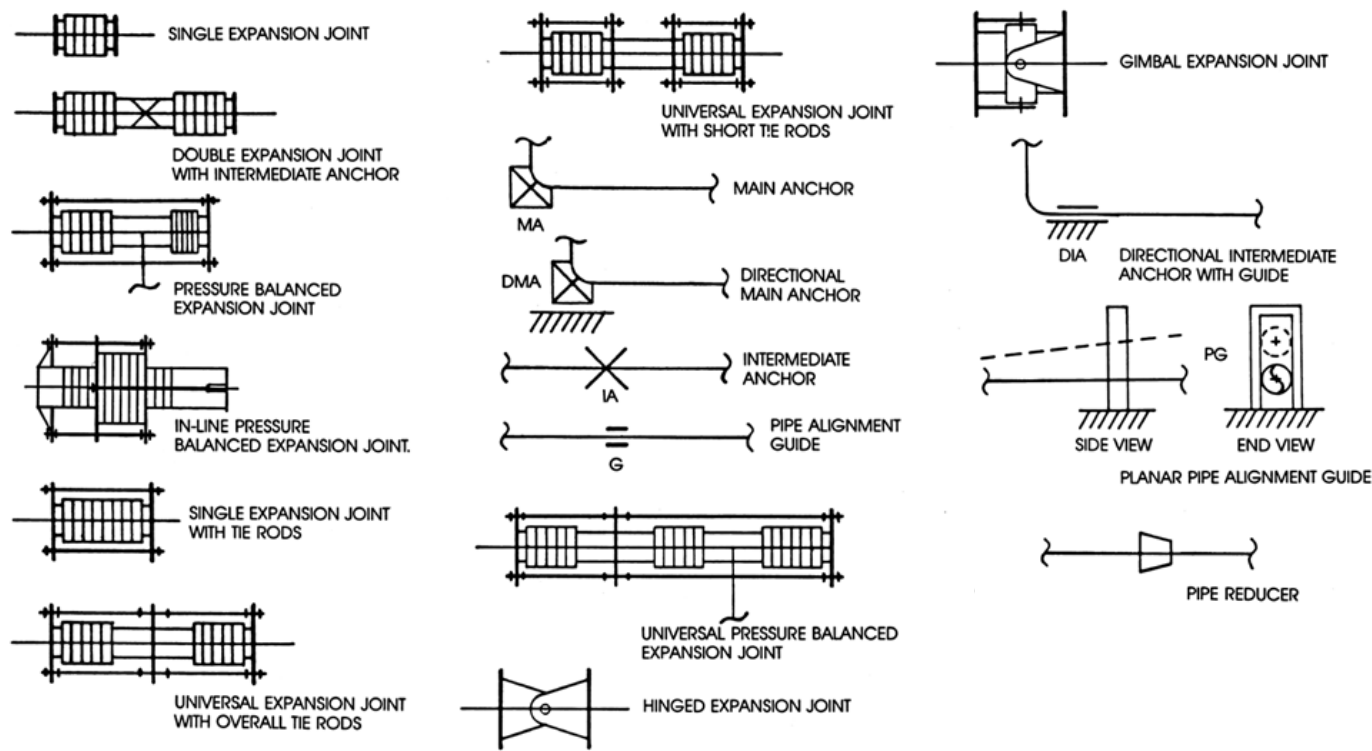 SINGLE EXPANSION JOINT
DOUBLE EXPANSION JOINT
WITH INTERMEDIATE ANCHOR
PRESSURE BALANCED
EXPANSION JOINT
IN-LINE PRESSURE
BALANCED EXPANSION JOINT.
SINGLE EXPANSION JOINT
WITH TIE RODS
UNIVERSAL EXPANSION JOINT
WITH OVERALL TIE RODS
UNIVERSAL EXPANSION JOINT
WITH SHORT TIE RODS
MAIN ANCHOR
MA
DMA
DIRECTIONAL
MAIN ANCHOR
INTERMEDIATE
ANCHOR
IA
PIPE ALIGNMENT
GUIDE
G
UNIVERSAL PRESSURE BALANCED
EXPANSION JOINT
HINGED EXPANSION JOINT
GIMBAL EXPANSION JOINT
DIA
DIRECTIONAL INTERMEDIATE
ANCHOR WITH GUIDE
PG
SIDE VIEW
END VIEW
PLANAR PIPE ALIGNMENT GUIDE
PIPE REDUCER